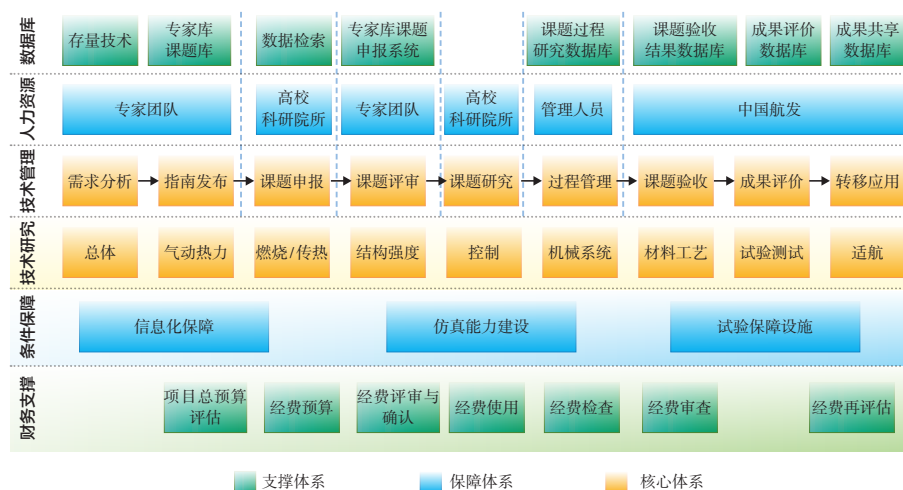 数据库
存量技术
专家库
课题库
数据检索
专家库课题
申报系统
课题过程
研究数据库
课题验收
结果数据库
成果评价
数据库
成果共享
数据库
人力资源
专家团队
高校
科研院所
专家团队
高校
科研院所
管理人员
中国航发
技术管理
需求分析
指南发布
课题申报
课题评审
课题研究
过程管理
课题验收
成果评价
转移应用
技术研究
总体
气动热力
燃烧/传热
结构强度
控制
机械系统
材料工艺
试验测试
适航
条件保障
信息化保障
仿真能力建设
试验保障设施
财务支撑
项目总预算
评估
经费预算
经费评审与
确认
经费使用
经费检查
经费审查
经费再评估
支撑体系
保障体系
核心体系